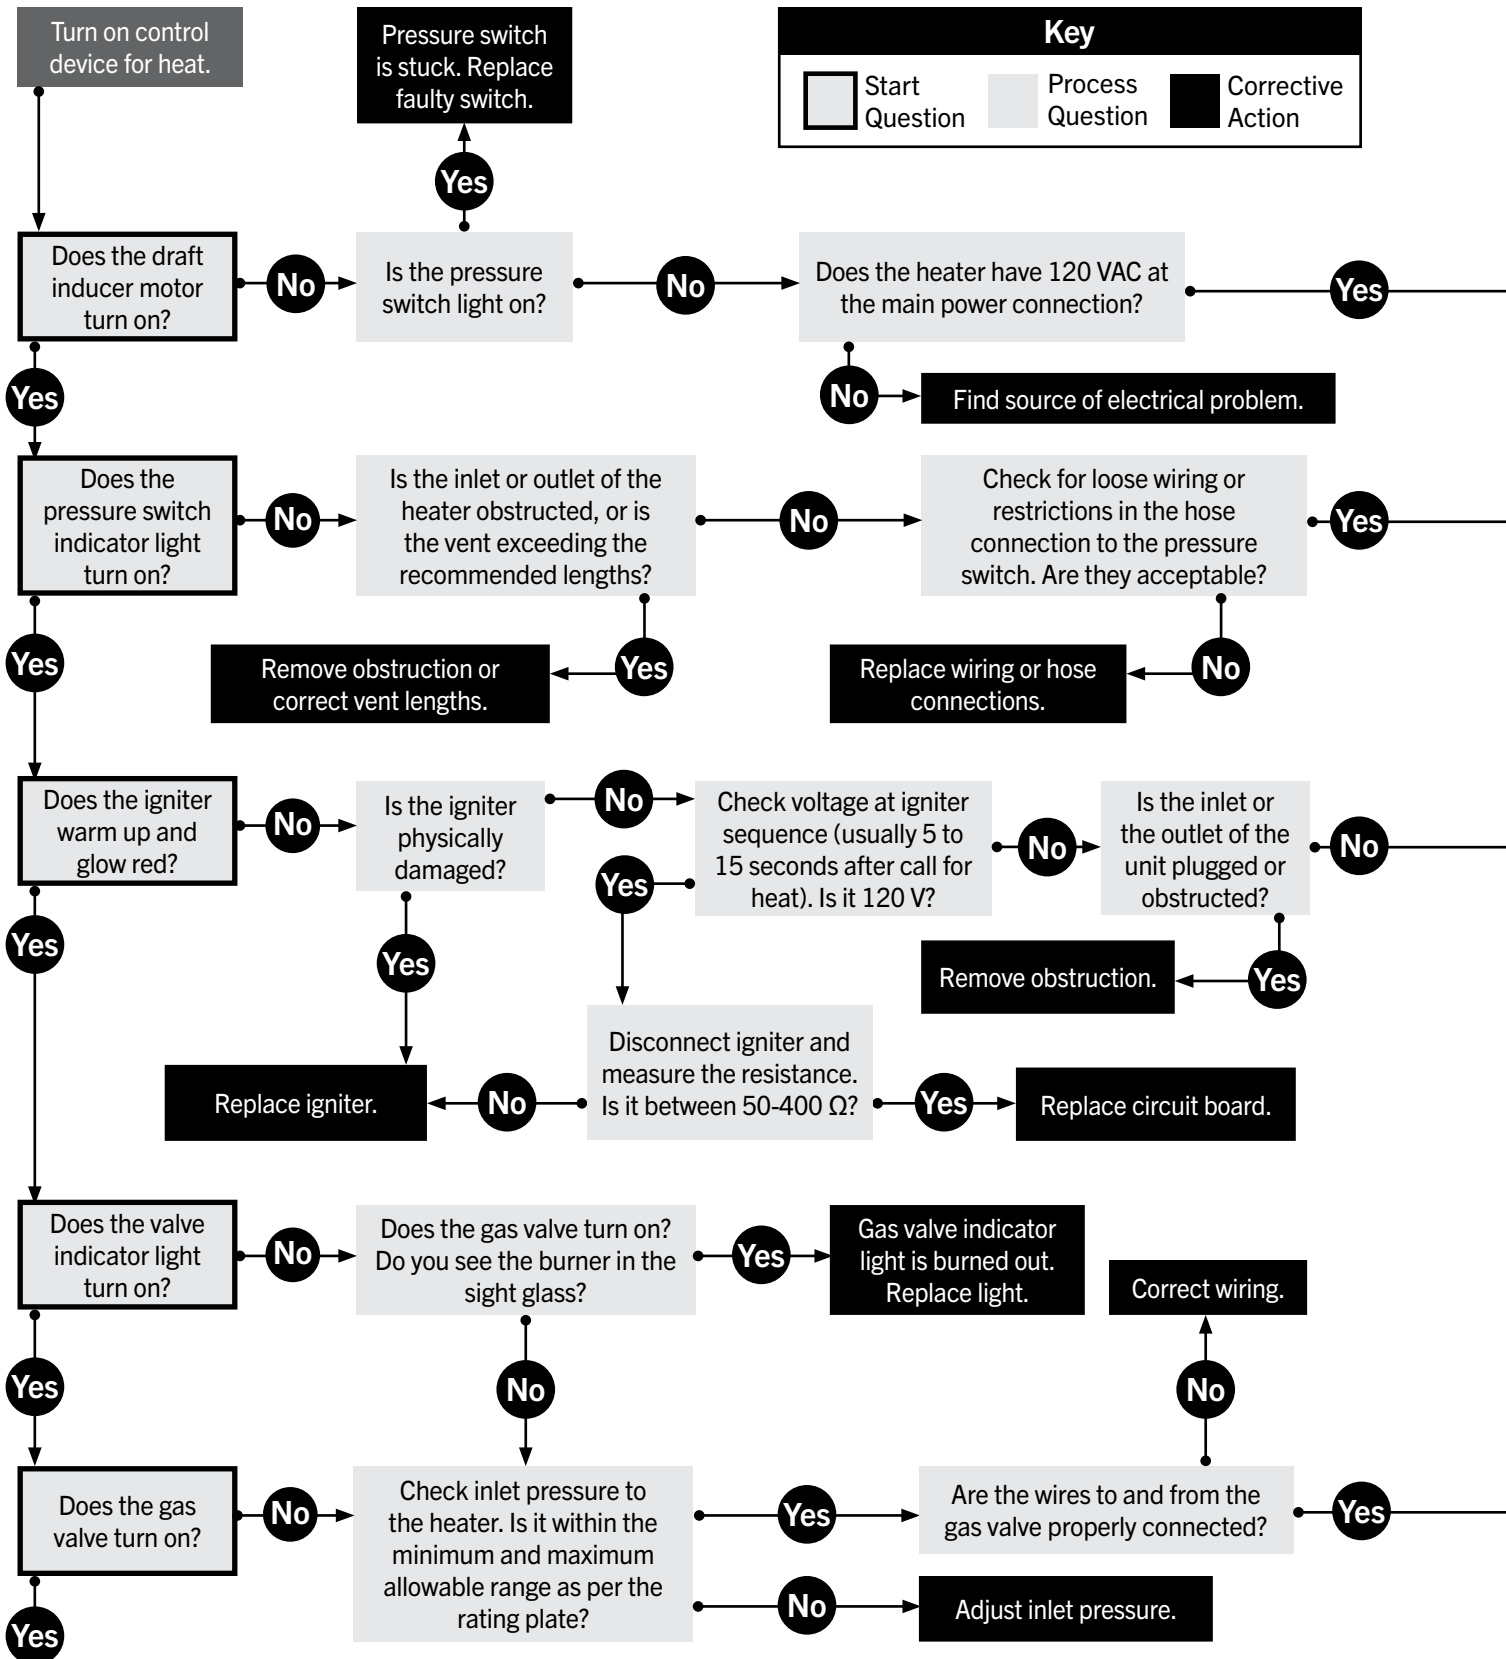 Turn on control
device for heat.
Pressure switch
is stuck. Replace
faulty switch.
Key
Start
Question
Process
Question
Corrective
Action
Yes
Does the draft
inducer motor
turn on?
No
Is the pressure
switch light on?
No
Does the heater have 120 VAC at
the main power connection?
Yes
Yes
No
Find source of electrical problem.
Does the
pressure switch
indicator light
turn on?
No
Is the inlet or outlet of the
heater obstructed, or is
the vent exceeding the
recommended lengths?
No
Check for loose wiring or
restrictions in the hose
connection to the pressure
switch. Are they acceptable?
Yes
Yes
Remove obstruction or
correct vent lengths.
Yes
Replace wiring or hose
connections.
No
Does the igniter
warm up and
glow red?
No
Is the igniter
physically
damaged?
No
Check voltage at igniter
sequence (usually 5 to
15 seconds after call for
heat). Is it 120 V?
No
Is the inlet or
the outlet of the
unit plugged or
obstructed?
No
Yes
Yes
Yes
Remove obstruction.
Yes
Disconnect igniter and
measure the resistance.
Is it between 50-400 Ω?
Replace igniter.
No
Yes
Replace circuit board.
Does the valve
indicator light
turn on?
No
Does the gas valve turn on?
Do you see the burner in the
sight glass?
Yes
Gas valve indicator
light is burned out.
Replace light.
Correct wiring.
Yes
No
No
Does the gas
valve turn on?
No
Check inlet pressure to
the heater. Is it within the
minimum and maximum
allowable range as per the
rating plate?
Yes
Are the wires to and from the
gas valve properly connected?
Yes
No
Adjust inlet pressure.
Yes